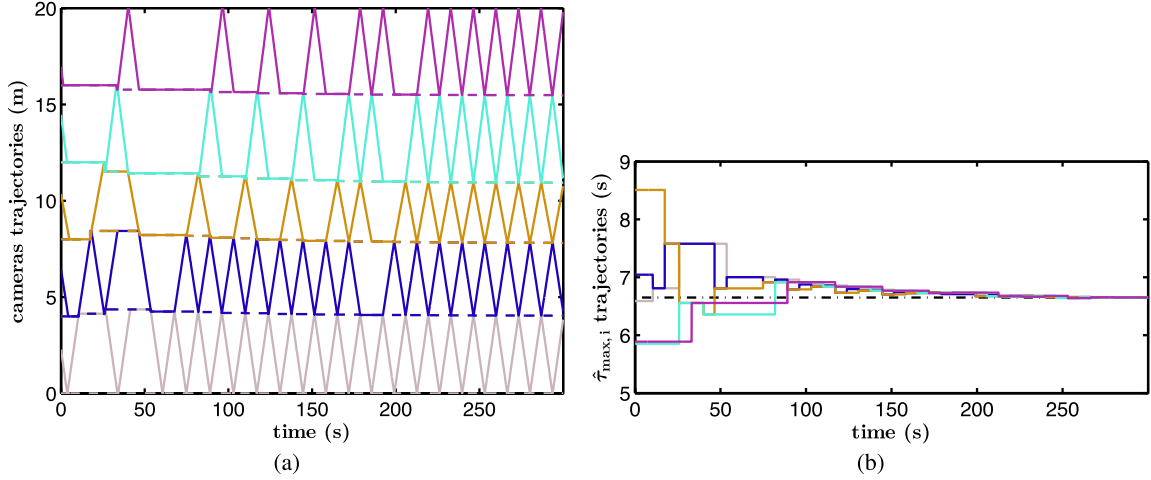 20
15
10
5
0
cameras trajectories (m)
0 50 100 150 200 250
time (s)
(a)
9
8
7
6
5
τ̂max,i trajectories (s)
0 50 100 150 200 250
time (s)
(b)